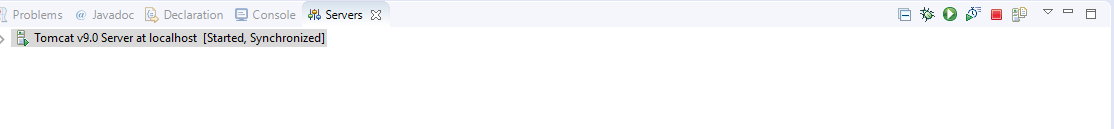 Problems @ Javadoc Declaration Console Servers
Tomcat v9.0 Server at localhost [Started, Synchronized]